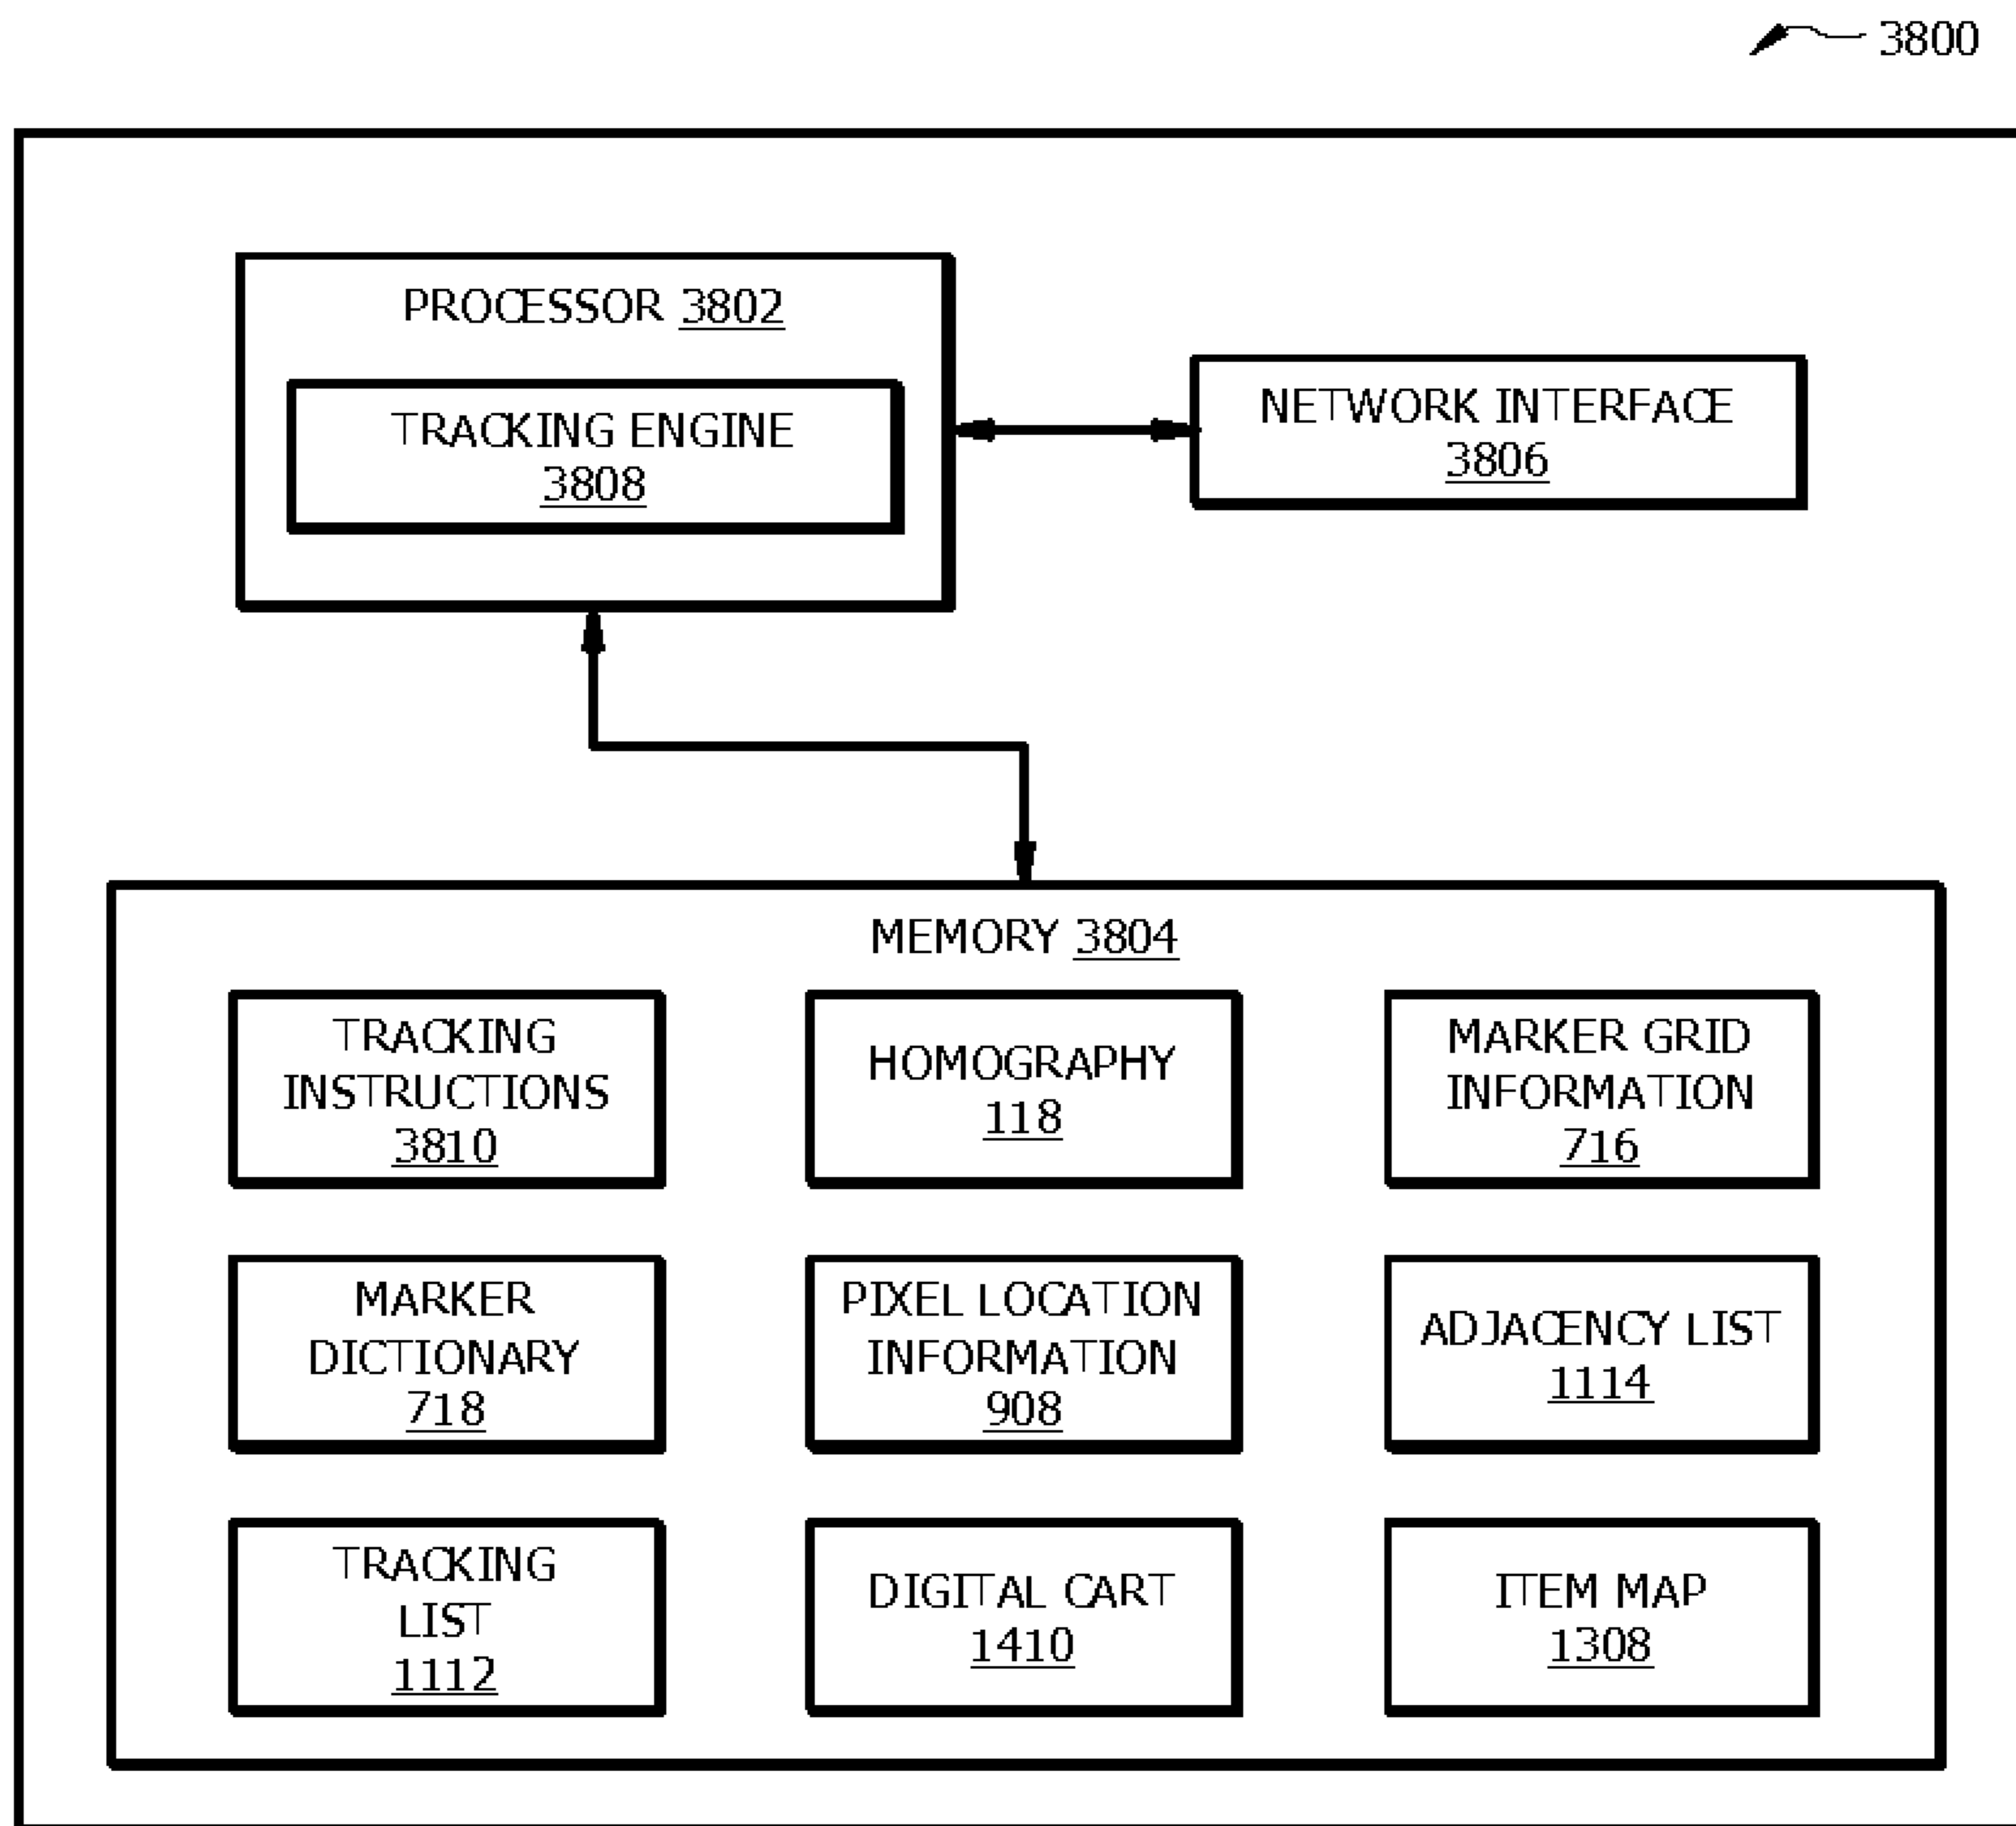 3800
PROCESSOR 3802
TRACKING ENGINE
3808
NETWORK INTERFACE
3806
MEMORY 3804
TRACKING
INSTRUCTIONS
3810
HOMOGRAPHY
118
MARKER GRID
INFORMATION
716
MARKER
DICTIONARY
718
PIXEL LOCATION
INFORMATION
908
ADJACENCY LIST
1114
TRACKING
LIST
1112
DIGITAL CART
1410
ITEM MAP
1308